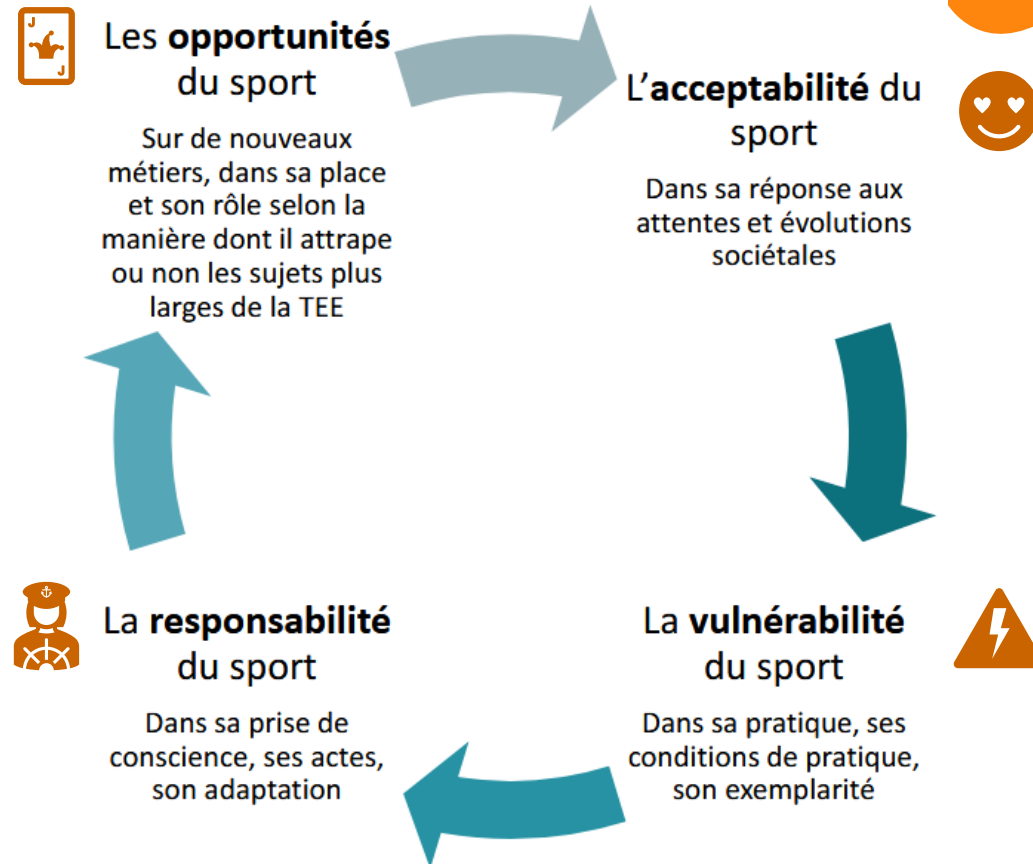 J
J
Les opportunités
du sport
Sur de nouveaux
métiers, dans sa place
et son rôle selon la
manière dont il attrape
ou non les sujets plus
larges de la TEE
L'acceptabilité du
sport
Dans sa réponse aux
attentes et évolutions
sociétales
La vulnérabilité
du sport
Dans sa pratique, ses
conditions de pratique,
son exemplarité
La responsabilité
du sport
Dans sa prise de
conscience, ses actes,
son adaptation